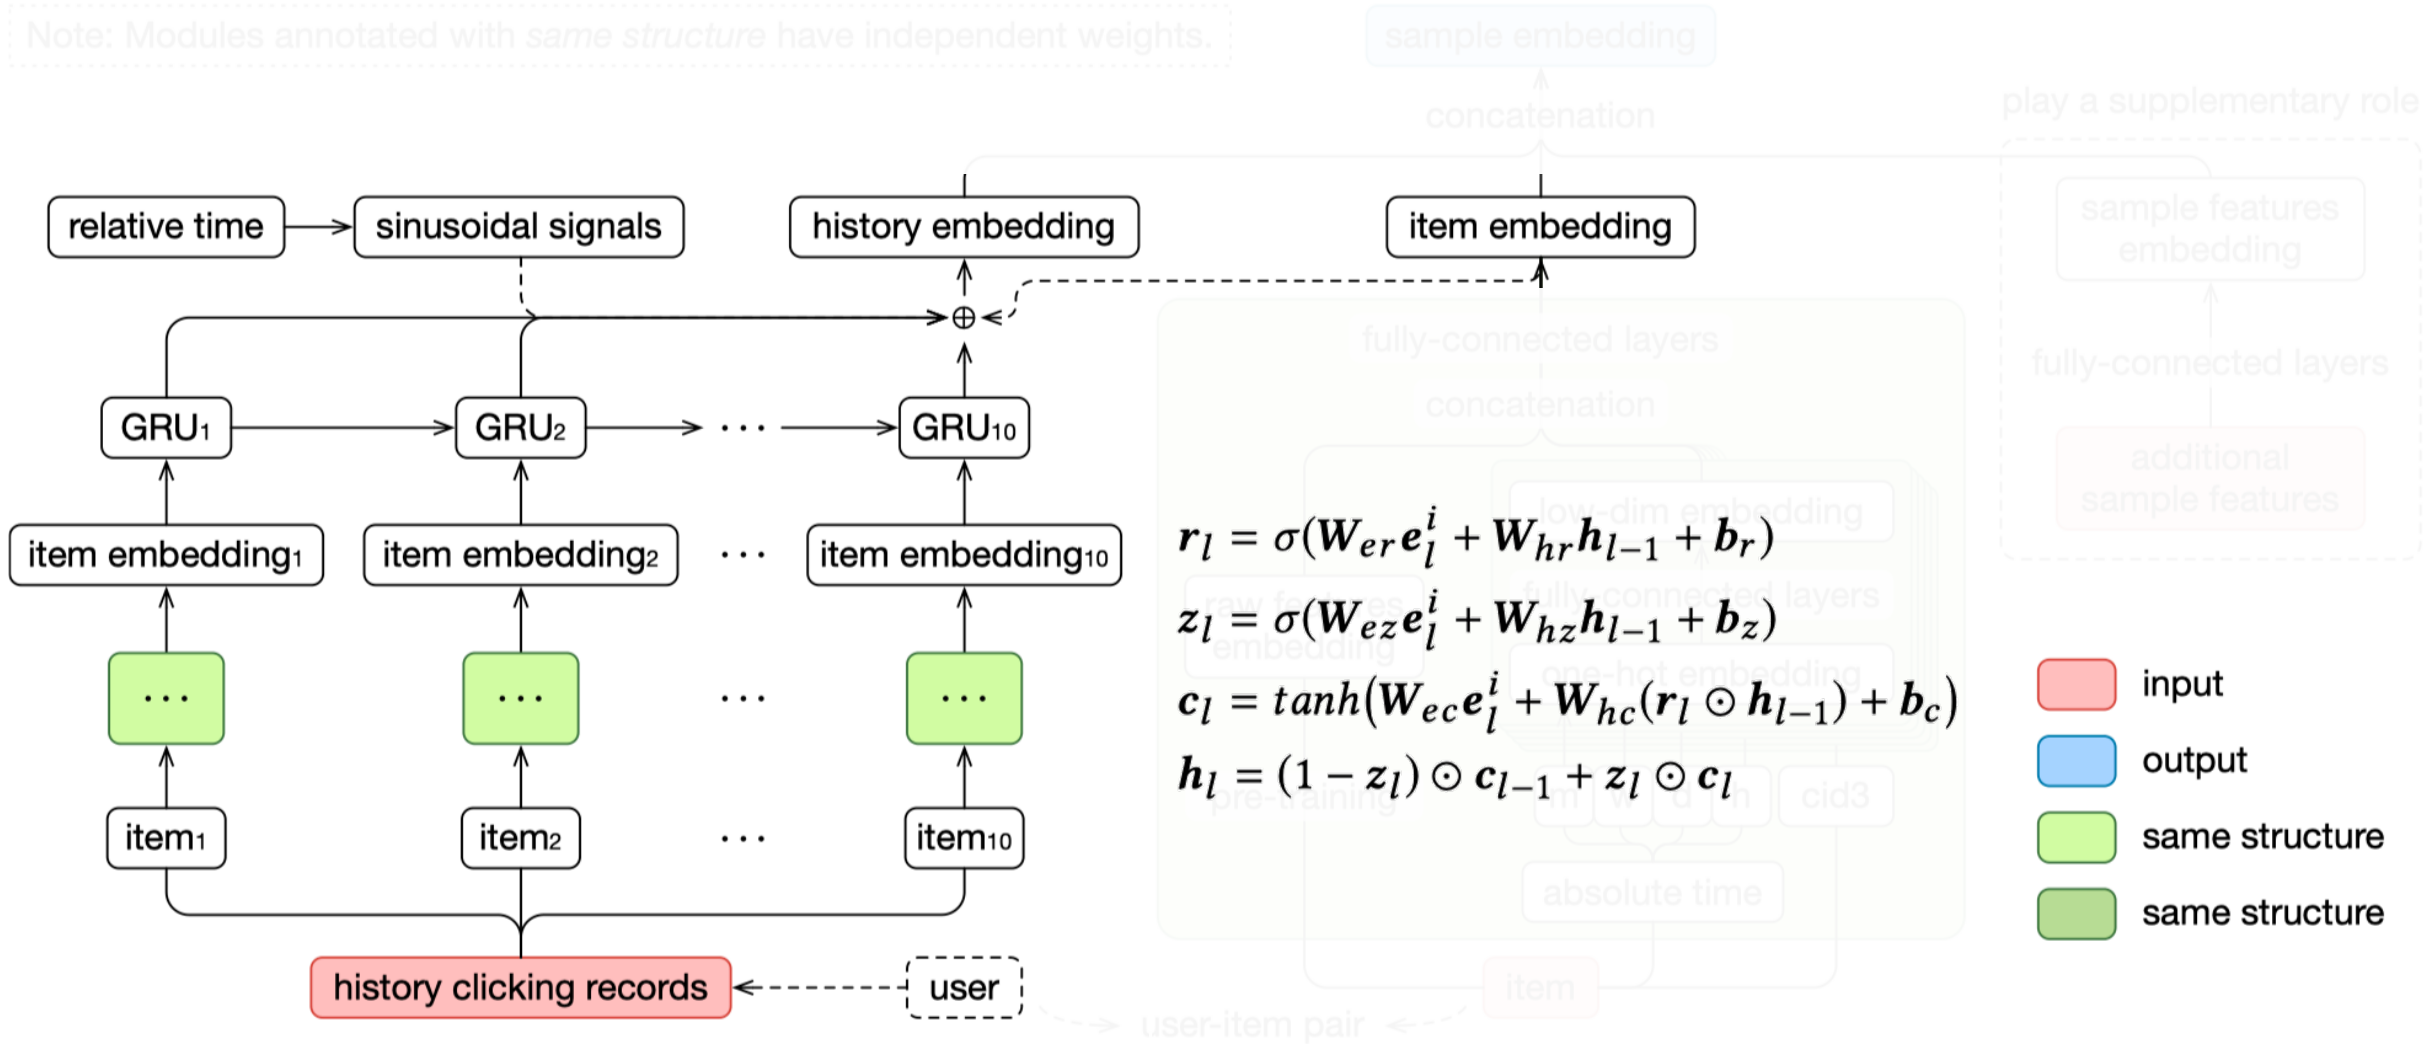 Note: Modules annotated with same structure have independent weights.
sample embedding
concatenation
play a supplementary role
relative time
sinusoidal signals
history embedding
item embedding
sample features
embedding
fully-connected layers
fully-connected layers
concatenation
GRU1
GRU2
...
GRU10
additional
sample features
low-dim embedding
item embedding1
item embedding2
...
item embedding10
r_l = σ(W_er e_l^i + W_hr h_{l−1} + b_r)
raw features
embedding
fully-connected layers
z_l = σ(W_ez e_l^i + W_hz h_{l−1} + b_z)
one-hot embedding
...
...
...
...
c_l = tanh(W_ec e_l^i + W_hc(r_l ⊙ h_{l−1}) + b_c)
h_l = (1 − z_l) ⊙ c_{l−1} + z_l ⊙ c_l
pre-training
m
w
d
h
cid3
item1
item2
...
item10
absolute time
history clicking records
user
item
user-item pair
input
output
same structure
same structure